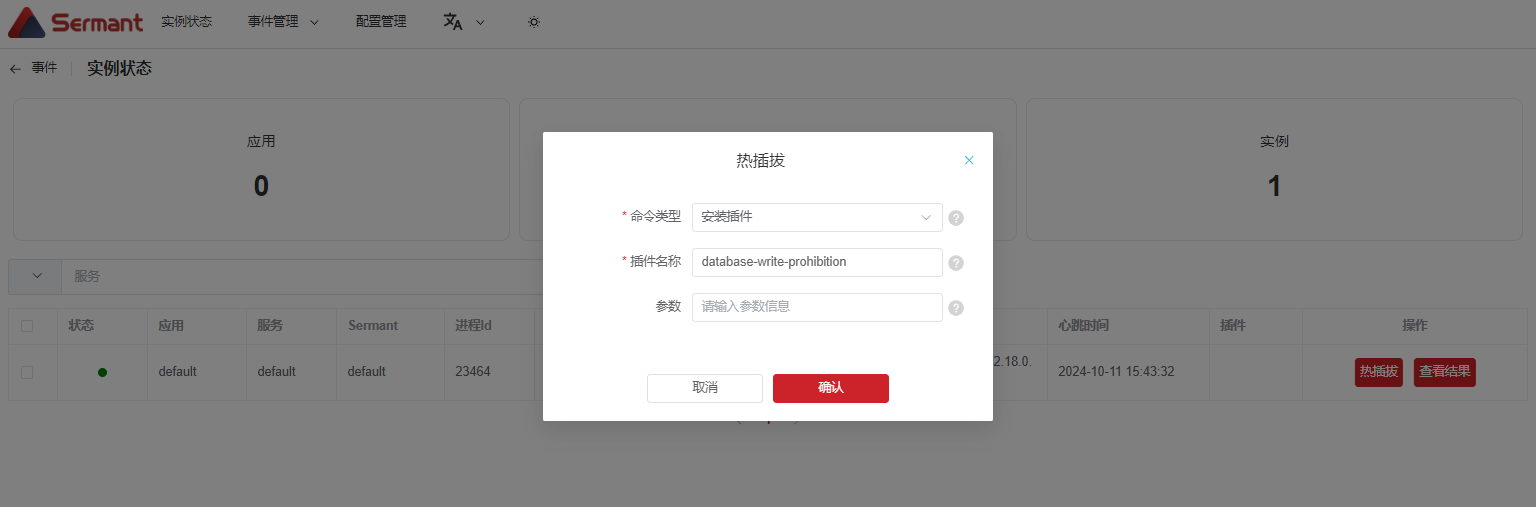 Sermant 实例状态 事件管理 配置管理
事件 实例状态
应用
0
实例
1
服务
状态 应用 服务 Sermant 进程Id 心跳时间 插件 操作
default default default 23464 2.18.0. 2024-10-11 15:43:32 热插拔 查看结果
热插拔
* 命令类型 安装插件 ?
* 插件名称 database-write-prohibition ?
参数 请输入参数信息 ?
取消 确认